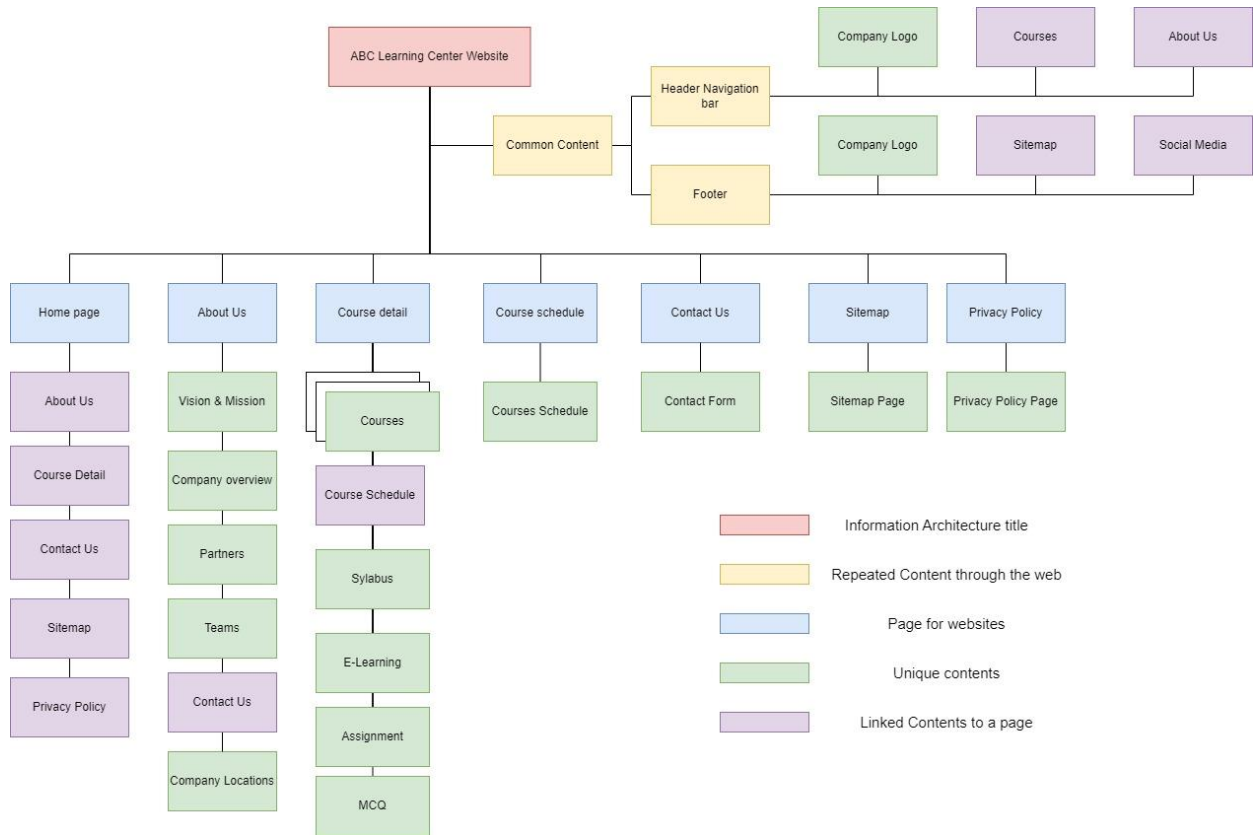 Company Logo
Courses
About Us
ABC Learning Center Website
Header Navigation
bar
Common Content
Company Logo
Sitemap
Social Media
Footer
Home page
About Us
Course detail
Course schedule
Contact Us
Sitemap
Privacy Policy
About Us
Vision & Mission
Courses
Courses Schedule
Contact Form
Sitemap Page
Privacy Policy Page
Course Detail
Company overview
Course Schedule
Contact Us
Partners
Sylabus
Sitemap
Teams
E-Learning
Privacy Policy
Contact Us
Assignment
Company Locations
MCQ
Information Architecture title
Repeated Content through the web
Page for websites
Unique contents
Linked Contents to a page